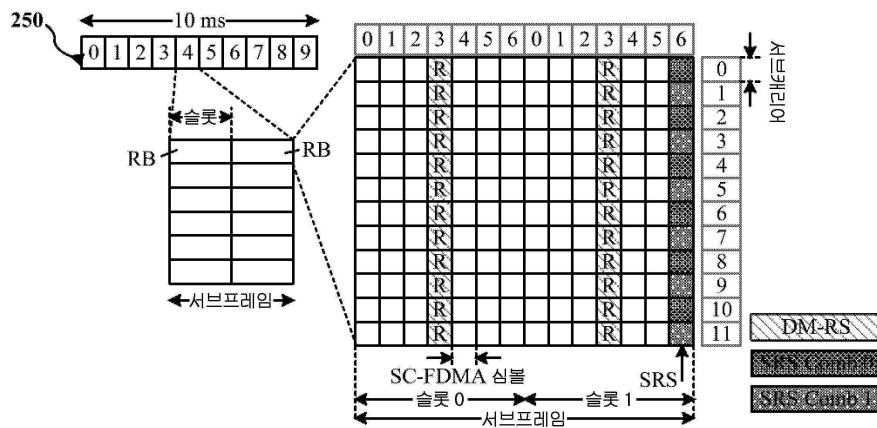 250
10 ms
0 1 2 3 4 5 6 7 8 9
슬롯
RB
RB
서브프레임
0 1 2 3 4 5 6 0 1 2 3 4 5 6
R R 0
R R 1
R R 2
R R 3
R R 4
R R 5
R R 6
R R 7
R R 8
R R 9
R R 10
R R 11
서브캐리어
SC-FDMA 심볼
SRS
슬롯 0
슬롯 1
서브프레임
DM-RS
SRS Comb 0
SRS Comb 1